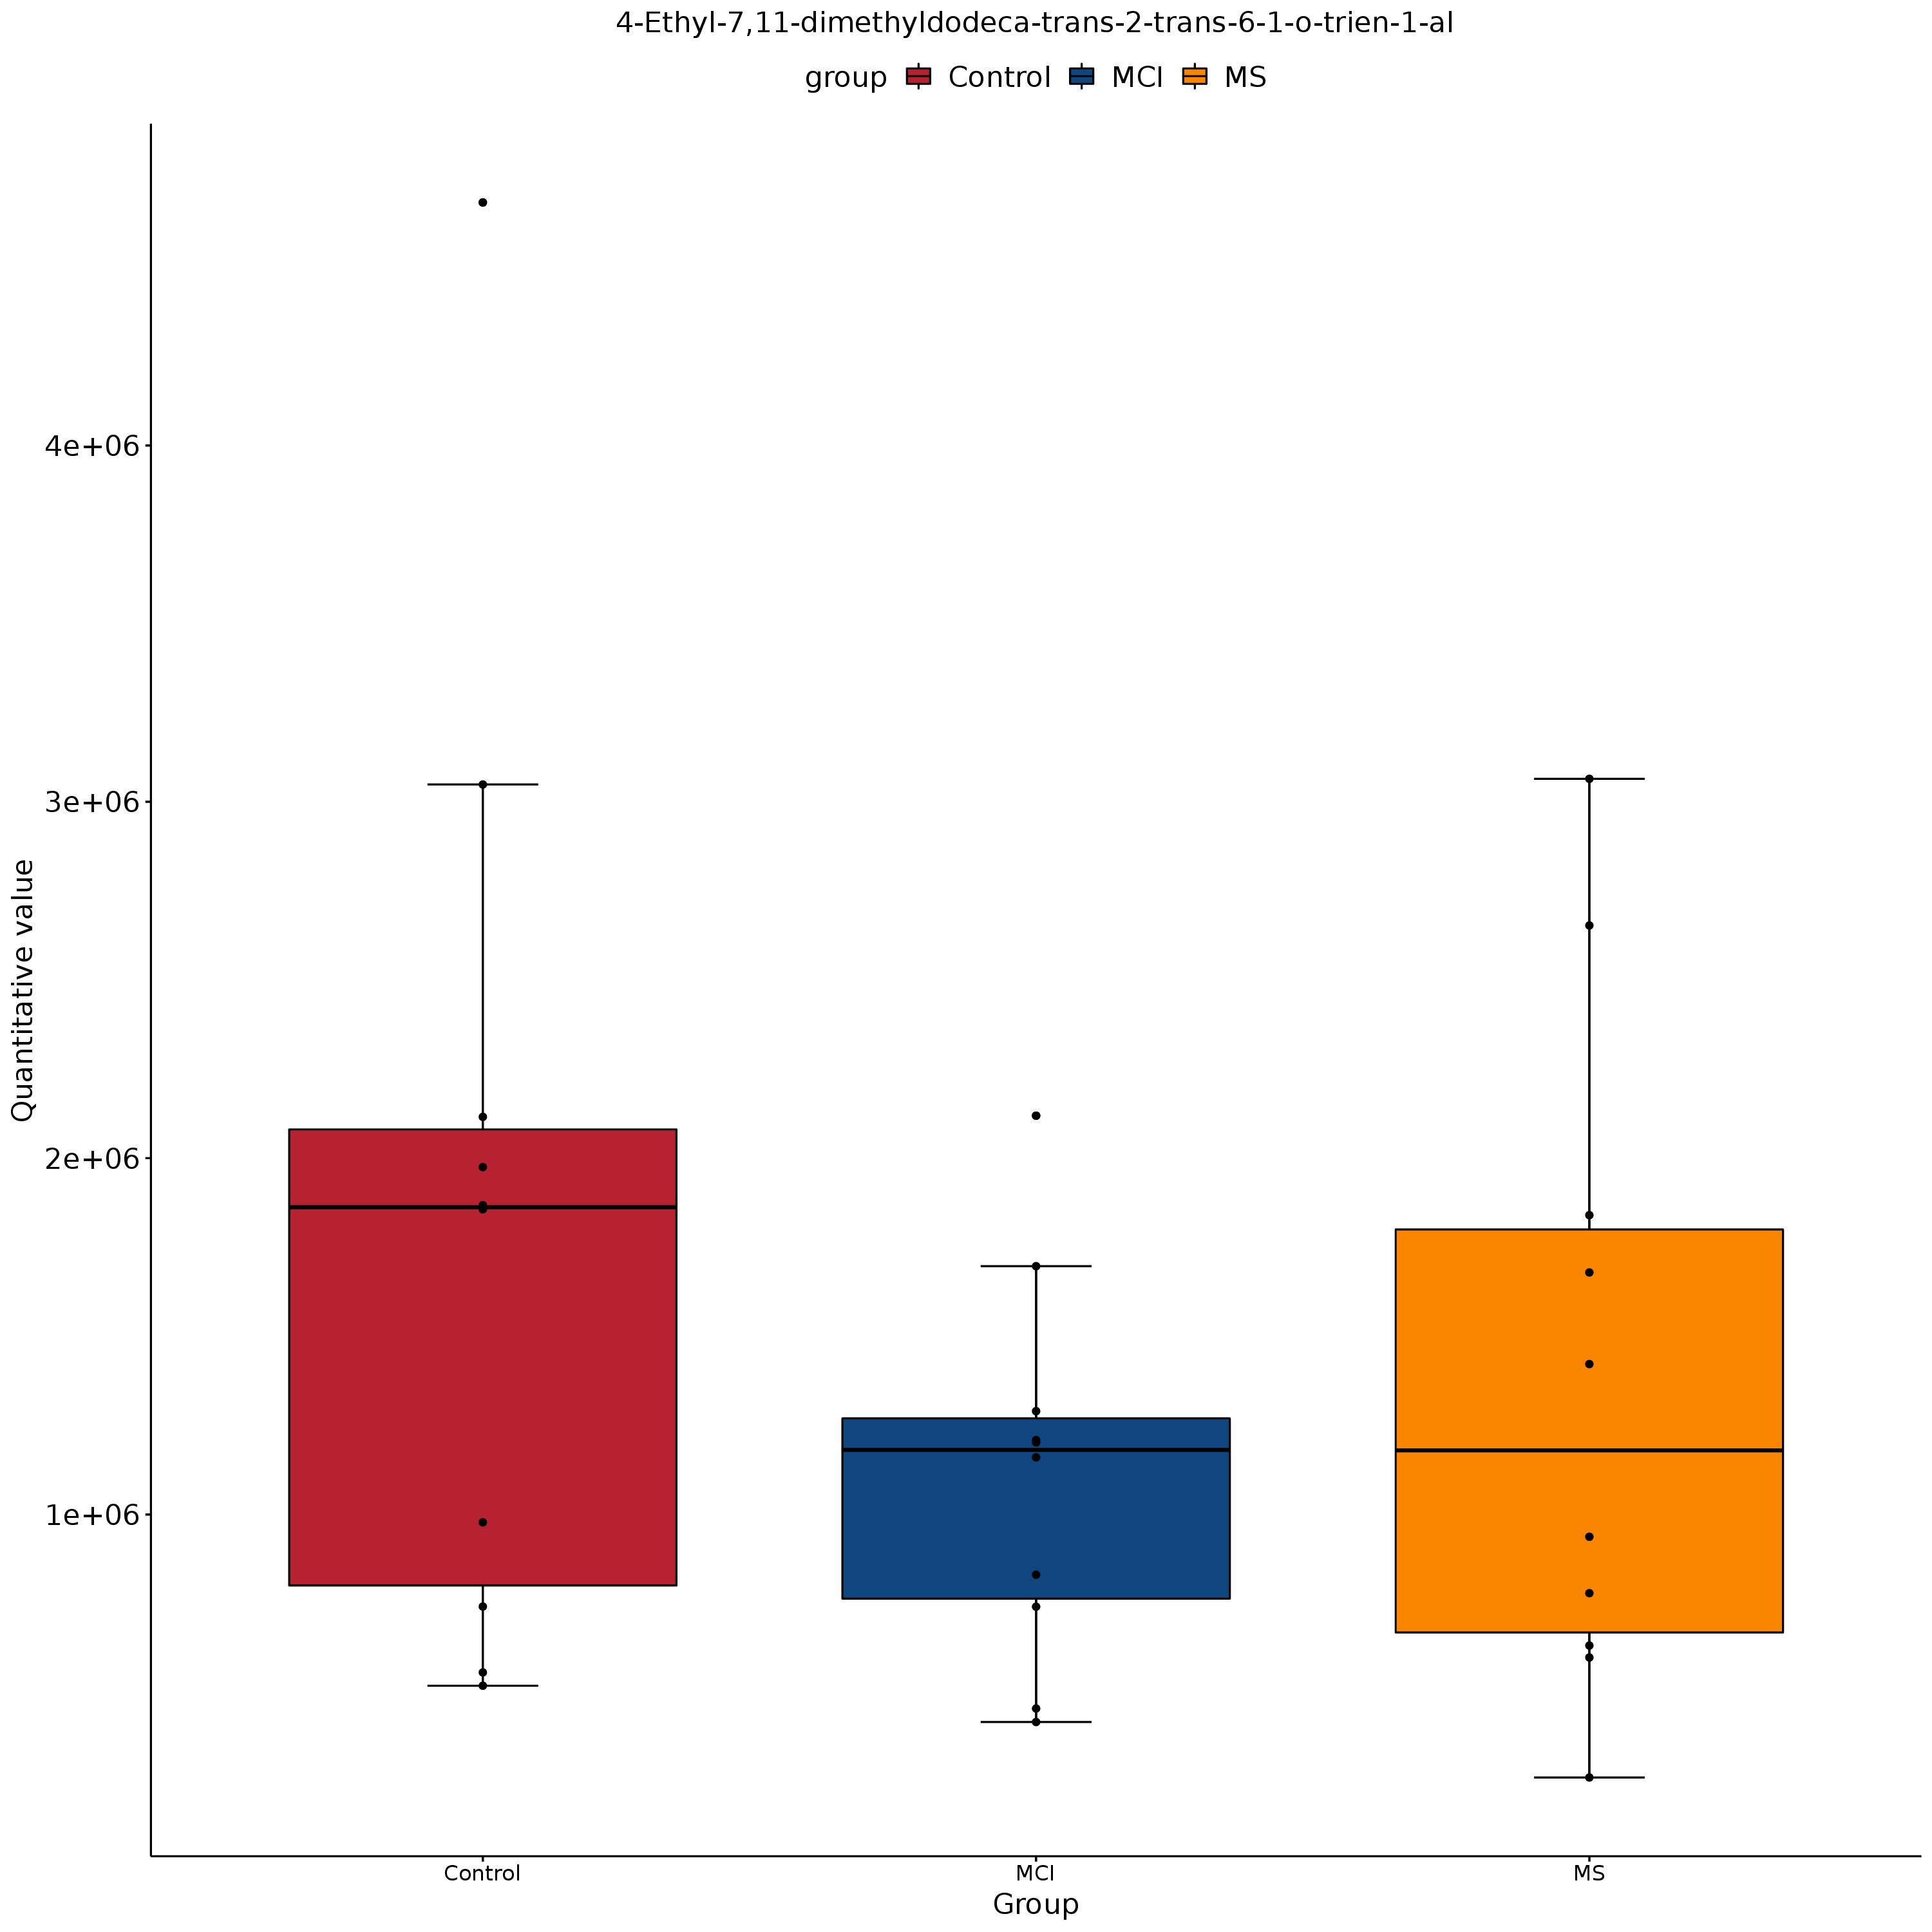 4-Ethyl-7,11-dimethyldodeca-trans-2-trans-6-1-o-trien-1-al
group Control MCI MS
4e+06
3e+06
2e+06
1e+06
Quantitative value
Control MCI MS
Group